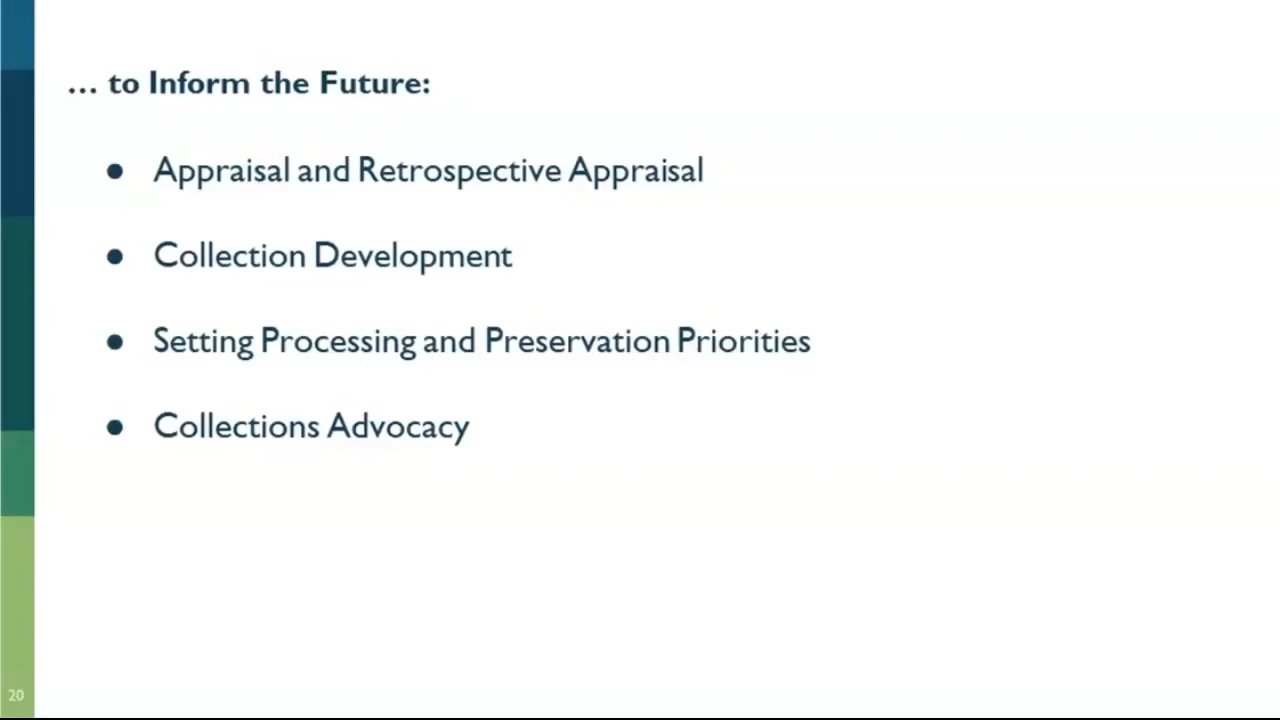 … to Inform the Future:
● Appraisal and Retrospective Appraisal
● Collection Development
● Setting Processing and Preservation Priorities
● Collections Advocacy
20